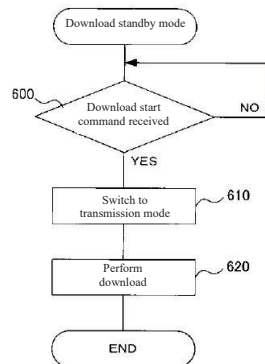 Download standby mode
600
Download start
command received
NO
YES
Switch to
transmission mode
610
Perform
download
620
END